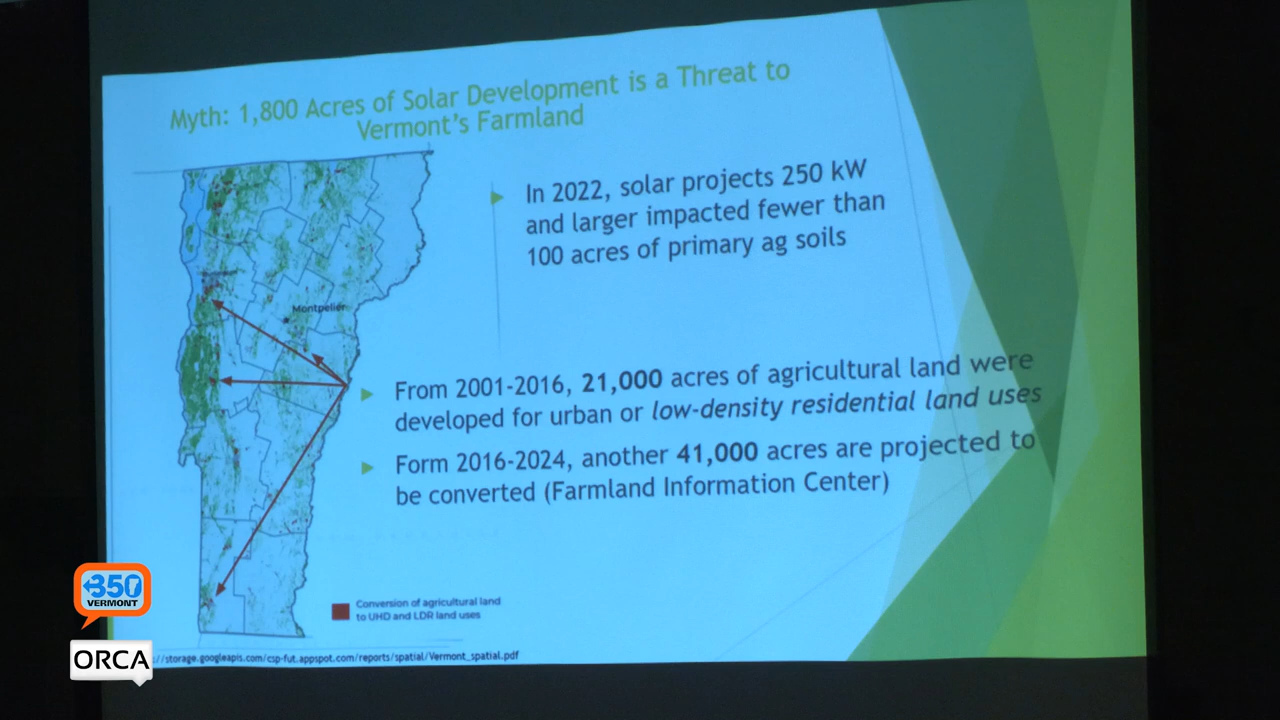 Myth: 1,800 Acres of Solar Development is a Threat to
Vermont's Farmland
In 2022, solar projects 250 kW
and larger impacted fewer than
100 acres of primary ag soils
Montpelier
From 2001-2016, 21,000 acres of agricultural land were
developed for urban or low-density residential land uses
Form 2016-2024, another 41,000 acres are projected to
be converted (Farmland Information Center)
Conversion of agricultural land
to UHD and LDR land uses
://storage.googleapis.com/csp-fut.appspot.com/reports/spatial/Vermont_spatial.pdf
350
VERMONT
ORCA